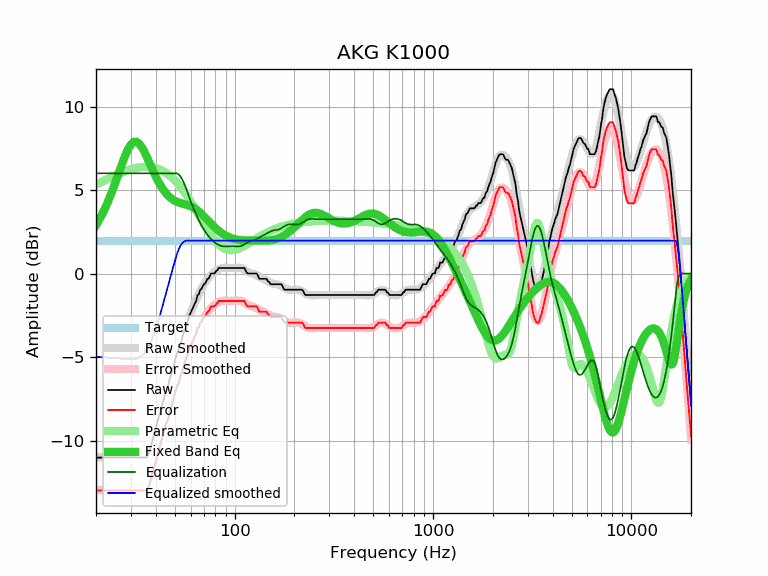 AKG K1000
10
5
0
−5
−10
Amplitude (dBr)
Target
Raw Smoothed
Error Smoothed
Raw
Error
Parametric Eq
Fixed Band Eq
Equalization
Equalized smoothed
100
1000
10000
Frequency (Hz)